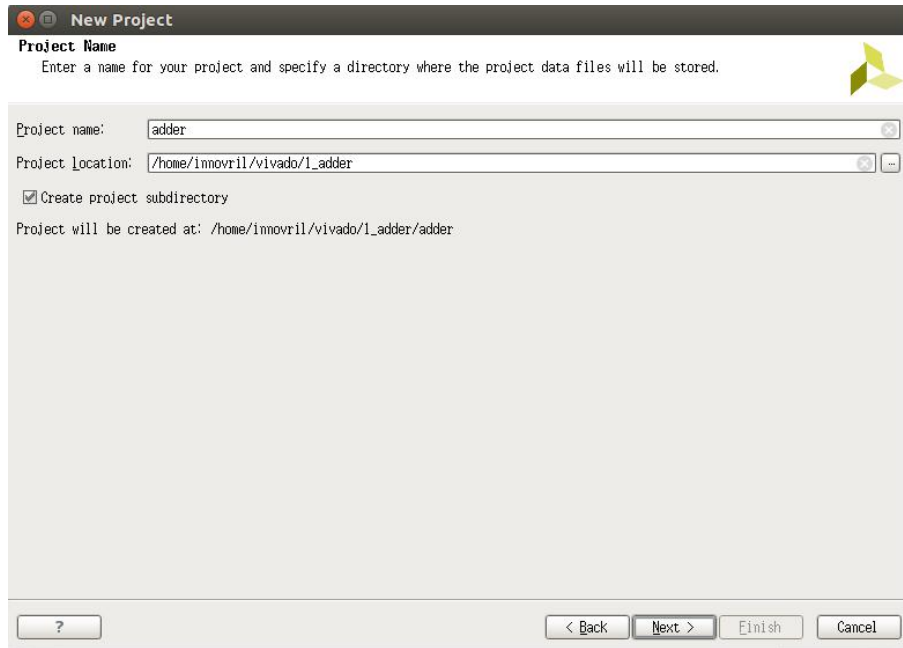 New Project
Project Name
Enter a name for your project and specify a directory where the project data files will be stored.
Project name: adder
Project location: /home/innovril/vivado/1_adder ...
Create project subdirectory
Project will be created at: /home/innovril/vivado/1_adder/adder
? < Back Next > Finish Cancel